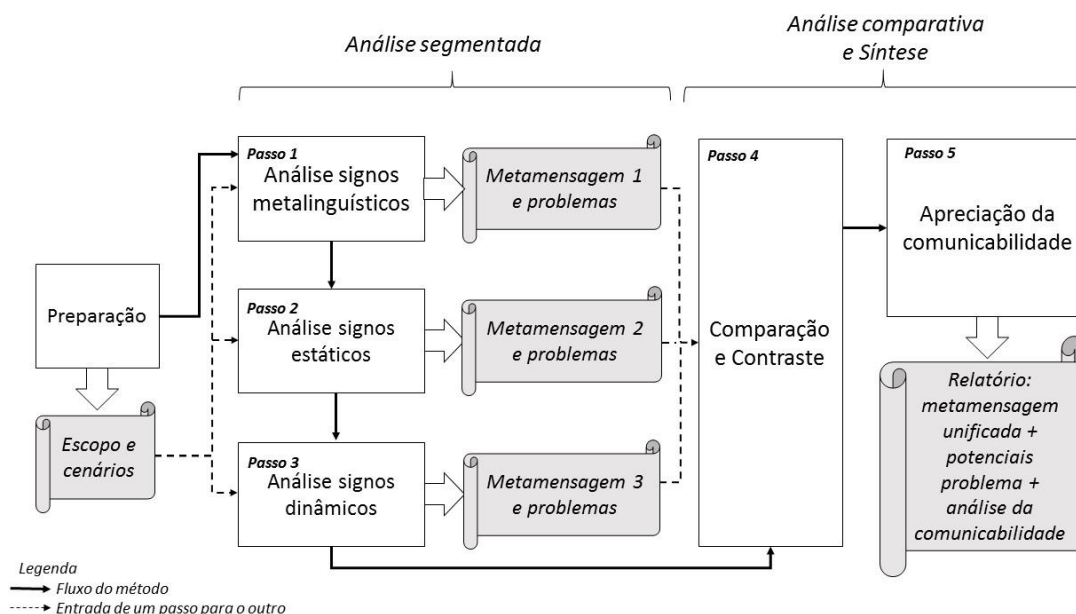 Análise segmentada
Análise comparativa
e Síntese
Passo 1
Análise signos
metalinguísticos
Metamensagem 1
e problemas
Passo 2
Análise signos
estáticos
Metamensagem 2
e problemas
Passo 3
Análise signos
dinâmicos
Metamensagem 3
e problemas
Preparação
Escopo e
cenários
Passo 4
Comparação
e Contraste
Passo 5
Apreciação da
comunicabilidade
Relatório:
metamensagem
unificada +
potenciais
problema +
análise da
comunicabilidade
Legenda
Fluxo do método
Entrada de um passo para o outro